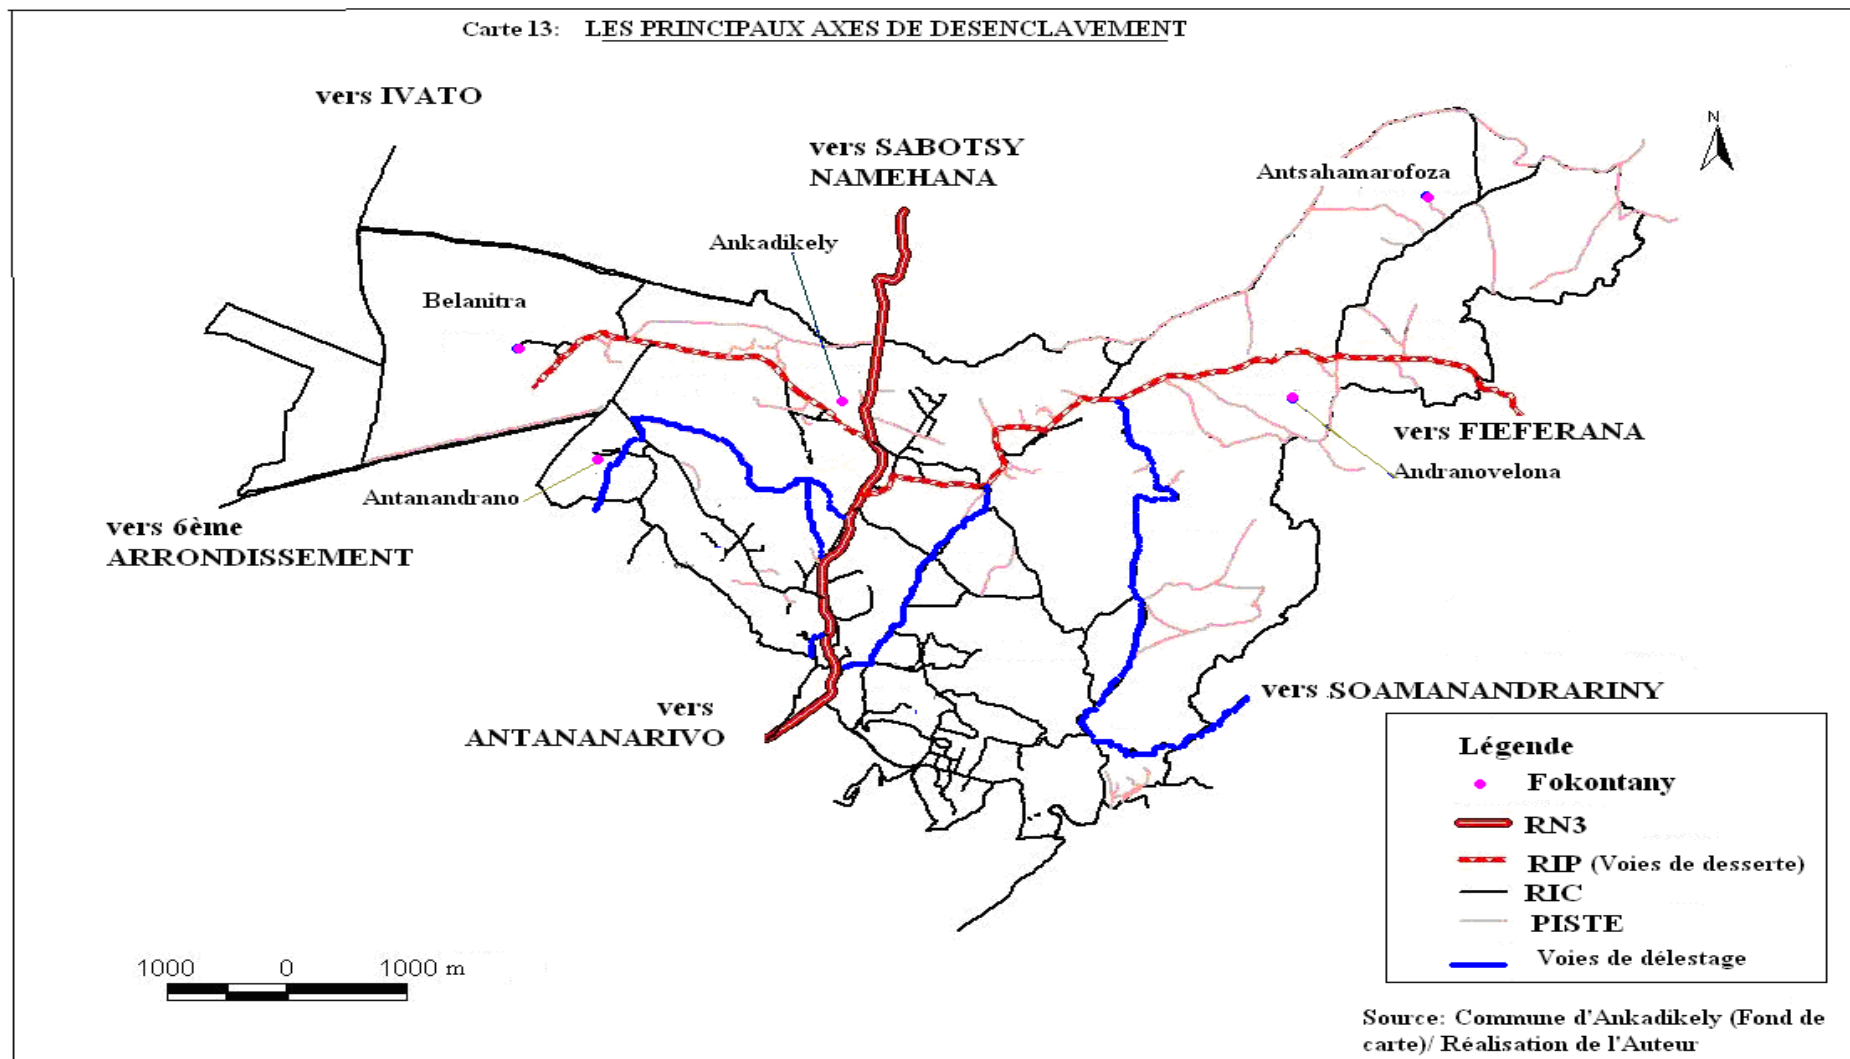 Carte 13: LES PRINCIPAUX AXES DE DESENCLAVEMENT
vers IVATO
vers SABOTSY
NAMEHANA
N
Antsahamarofoza
Ankadikely
Belanitra
vers FIEFERANA
Andranovelona
Antanandrano
vers 6ème
ARRONDISSEMENT
vers SOAMANANDRARINY
vers
ANTANANARIVO
Légende
Fokontany
RN3
RIP (Voies de desserte)
RIC
PISTE
Voies de délestage
1000 0 1000 m
Source: Commune d'Ankadikely (Fond de
carte)/ Réalisation de l'Auteur